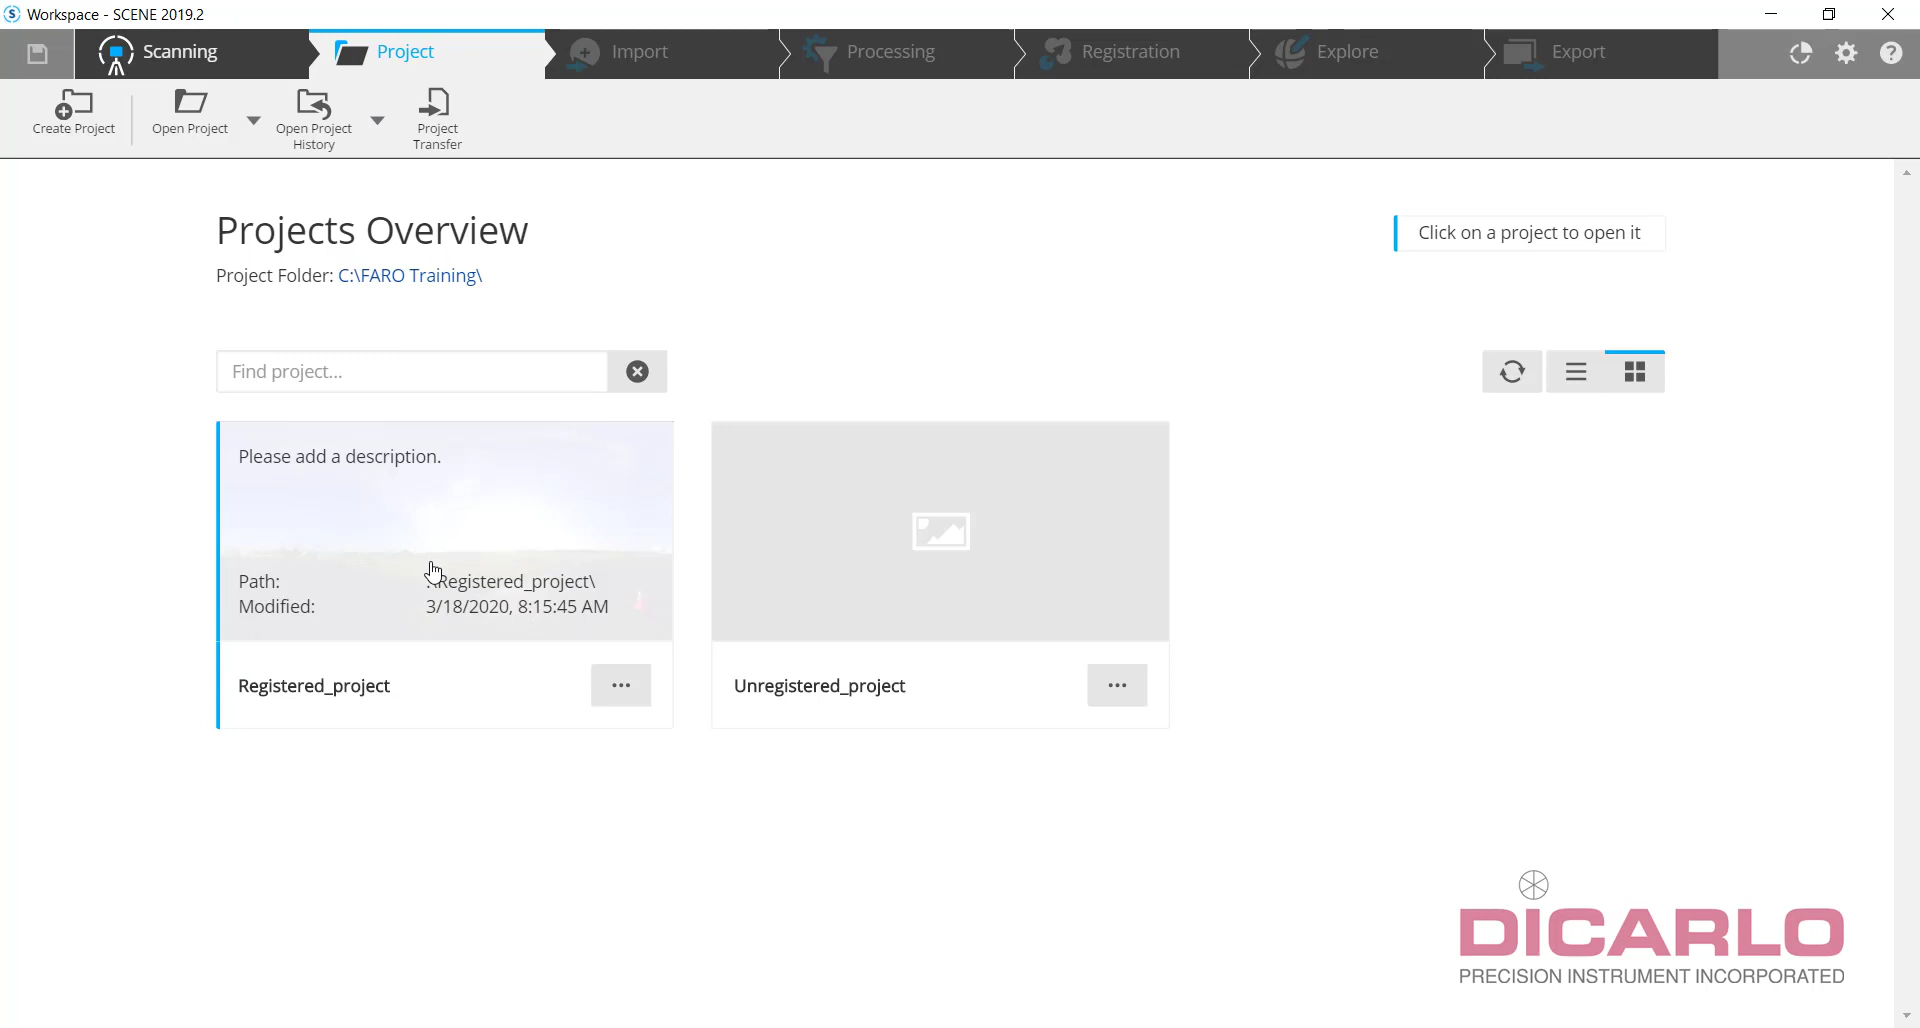 Workspace - SCENE 2019.2
Scanning
Project
Import
Processing
Registration
Explore
Export
Create Project
Open Project
Open Project
History
Project
Transfer
Projects Overview
Click on a project to open it
Project Folder: C:\FARO Training\
Find project...
Please add a description.
Path: .\Registered_project\
Modified: 3/18/2020, 8:15:45 AM
Registered_project
Unregistered_project
DICARLO
PRECISION INSTRUMENT INCORPORATED